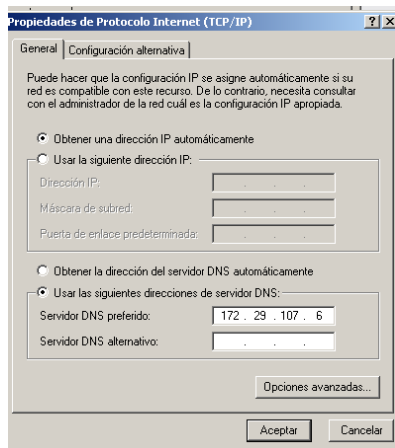 Propiedades de Protocolo Internet (TCP/IP)
General
Configuración alternativa
Puede hacer que la configuración IP se asigne automáticamente si su
red es compatible con este recurso. De lo contrario, necesita consultar
con el administrador de la red cuál es la configuración IP apropiada.
Obtener una dirección IP automáticamente
Usar la siguiente dirección IP:
Dirección IP:
Máscara de subred:
Puerta de enlace predeterminada:
Obtener la dirección del servidor DNS automáticamente
Usar las siguientes direcciones de servidor DNS:
Servidor DNS preferido: 172 . 29 . 107 . 6
Servidor DNS alternativo: . . .
Opciones avanzadas...
Aceptar
Cancelar